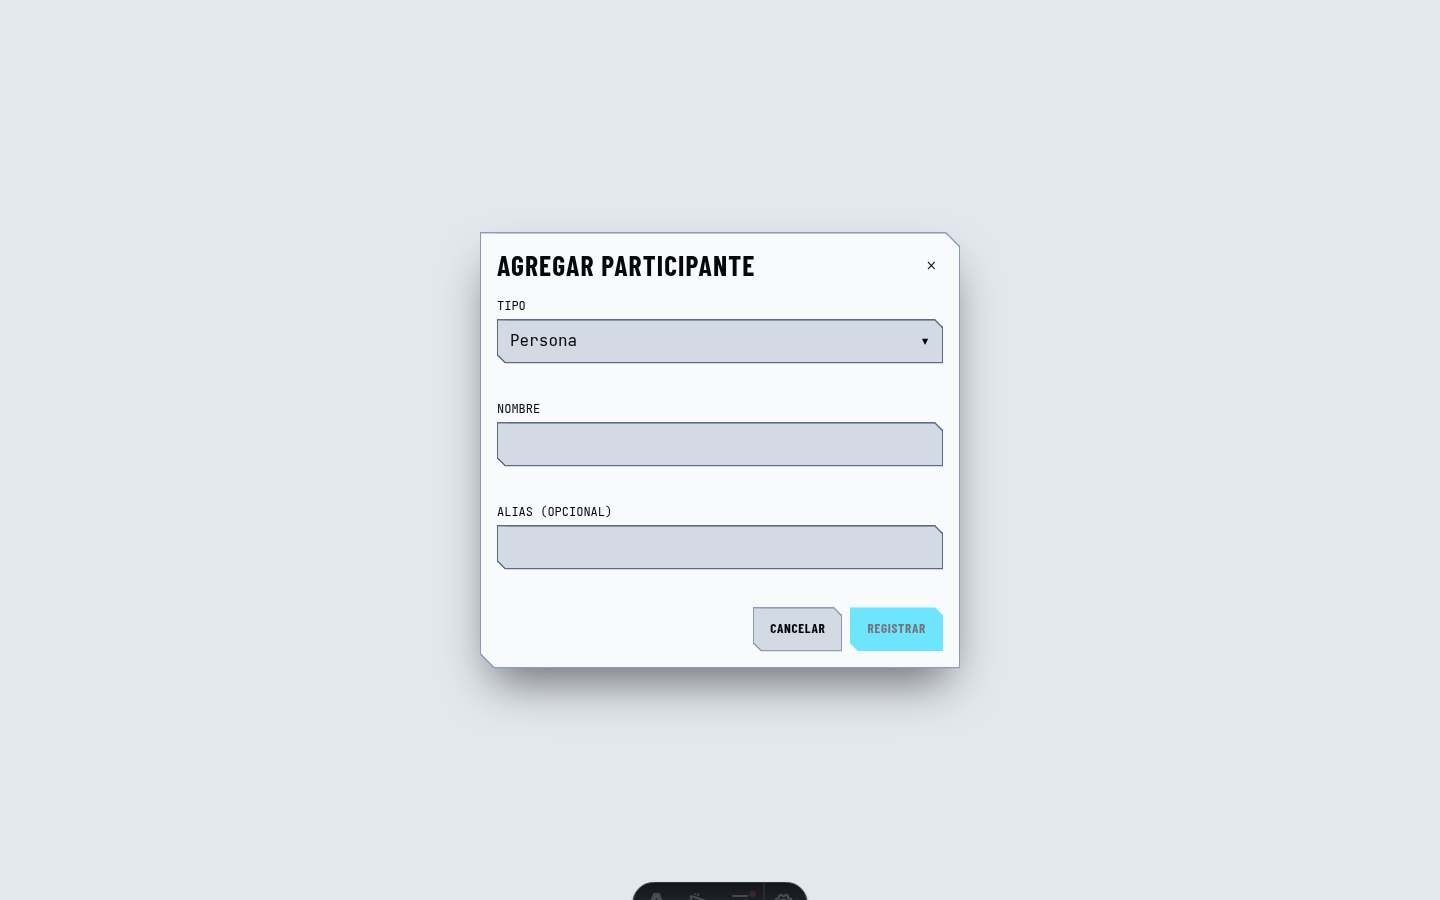 AGREGAR PARTICIPANTE
×
TIPO
Persona
NOMBRE
ALIAS (OPCIONAL)
CANCELAR
REGISTRAR